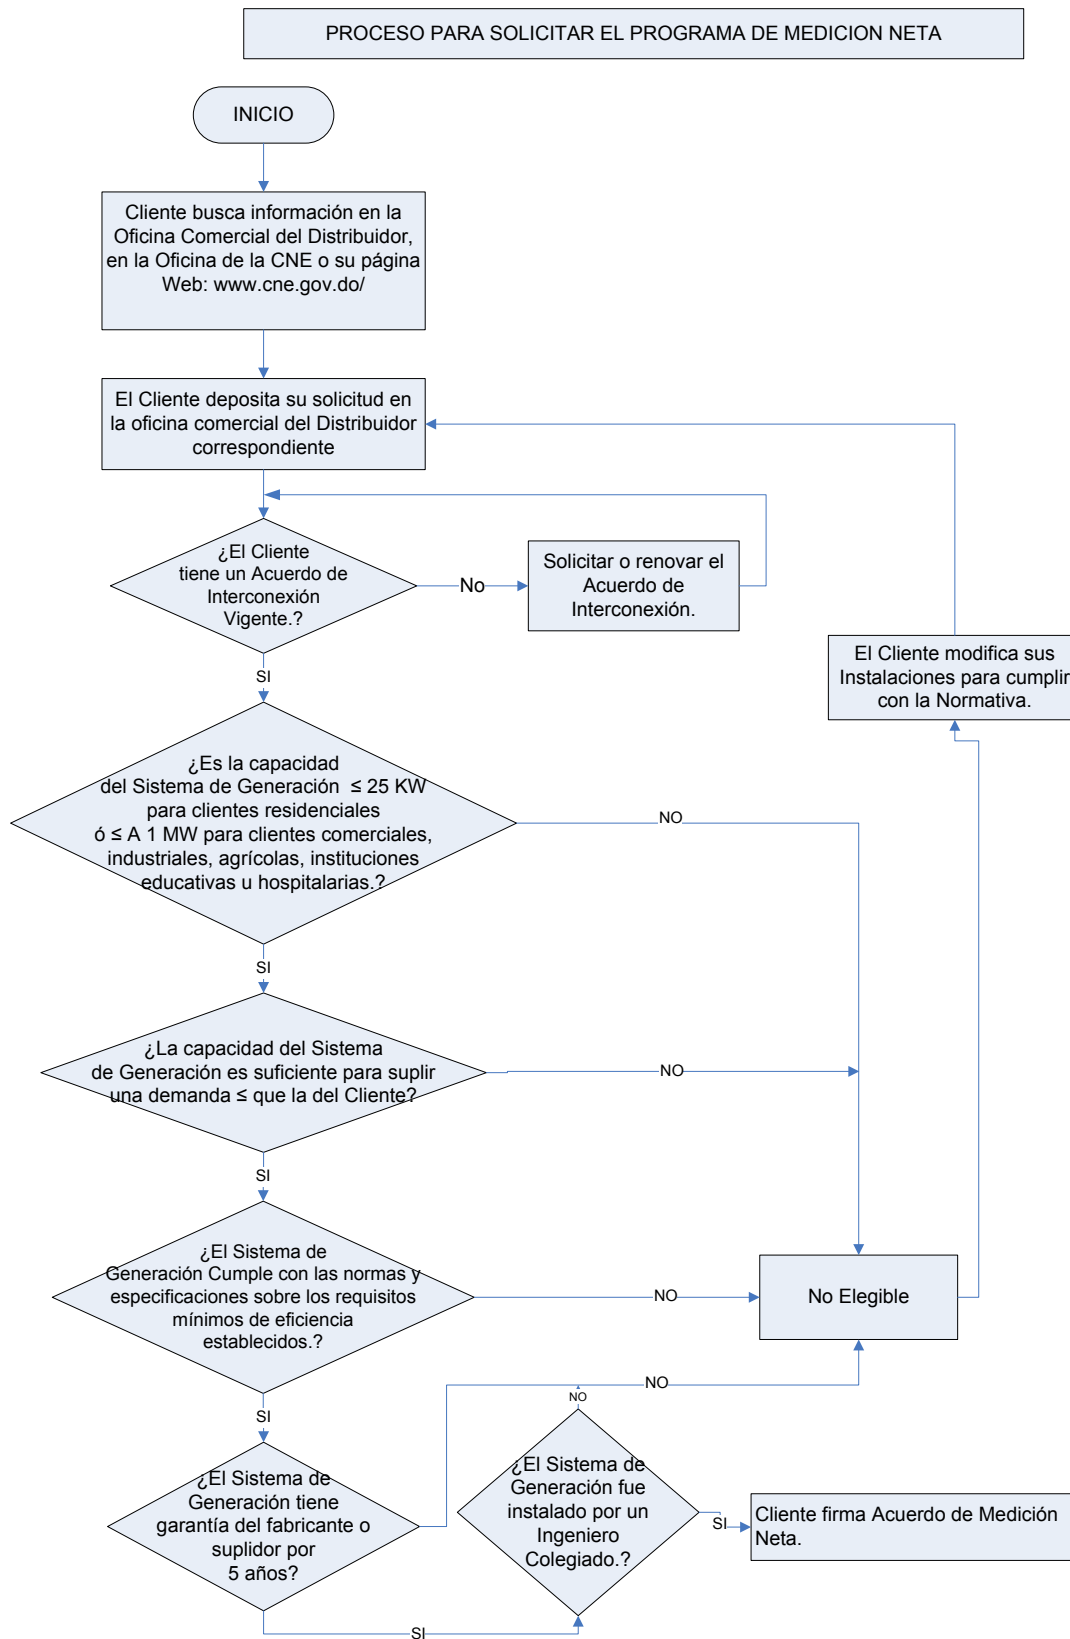 PROCESO PARA SOLICITAR EL PROGRAMA DE MEDICION NETA
INICIO
Cliente busca información en la
Oficina Comercial del Distribuidor,
en la Oficina de la CNE o su página
Web: www.cne.gov.do/
El Cliente deposita su solicitud en
la oficina comercial del Distribuidor
correspondiente
¿El Cliente
tiene un Acuerdo de
Interconexión
Vigente.?
No
Solicitar o renovar el
Acuerdo de
Interconexión.
SI
El Cliente modifica sus
Instalaciones para cumplir
con la Normativa.
¿Es la capacidad
del Sistema de Generación ≤ 25 KW
para clientes residenciales
ó ≤ A 1 MW para clientes comerciales,
industriales, agrícolas, instituciones
educativas u hospitalarias.?
NO
SI
¿La capacidad del Sistema
de Generación es suficiente para suplir
una demanda ≤ que la del Cliente?
NO
SI
¿El Sistema de
Generación Cumple con las normas y
especificaciones sobre los requisitos
mínimos de eficiencia
establecidos.?
NO
No Elegible
SI
NO
NO
¿El Sistema de
Generación tiene
garantía del fabricante o
suplidor por
5 años?
¿El Sistema de
Generación fue
instalado por un
Ingeniero
Colegiado.?
SI
Cliente firma Acuerdo de Medición
Neta.
SI